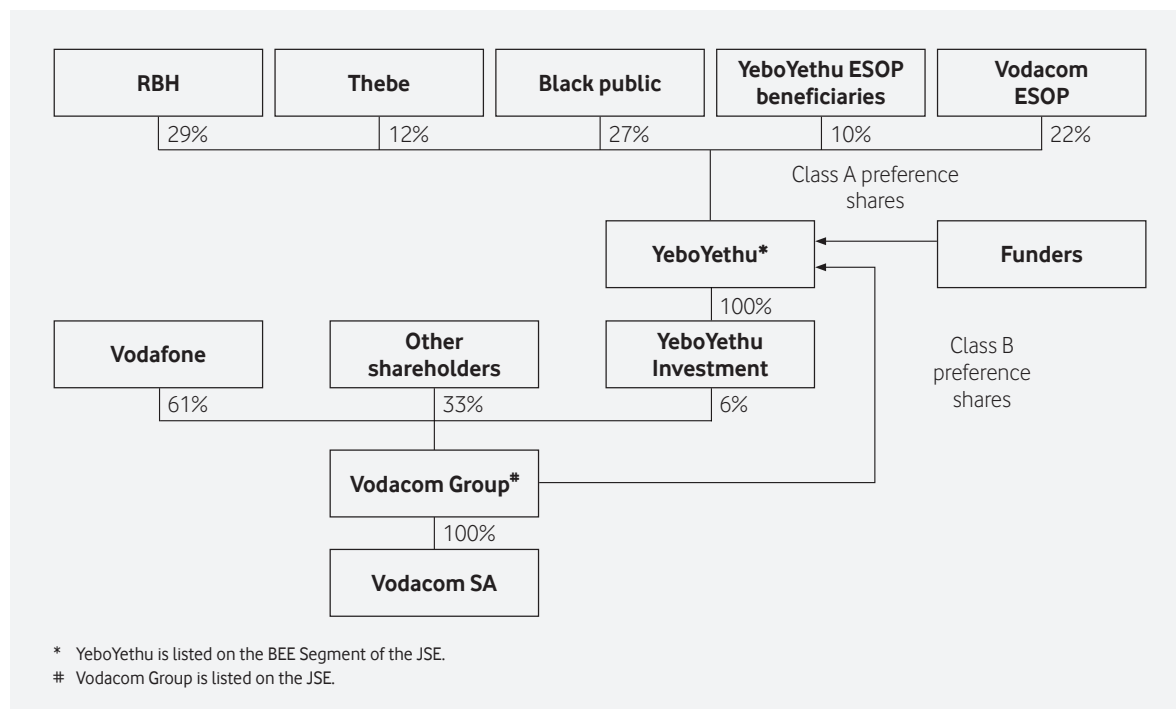 RBH
Thebe
Black public
YeboYethu ESOP
beneficiaries
Vodacom
ESOP
29%
12%
27%
10%
22%
Class A preference
shares
YeboYethu*
Funders
100%
Vodafone
Other
shareholders
YeboYethu
Investment
Class B
preference
shares
61%
33%
6%
Vodacom Group#
100%
Vodacom SA
* YeboYethu is listed on the BEE Segment of the JSE.
# Vodacom Group is listed on the JSE.